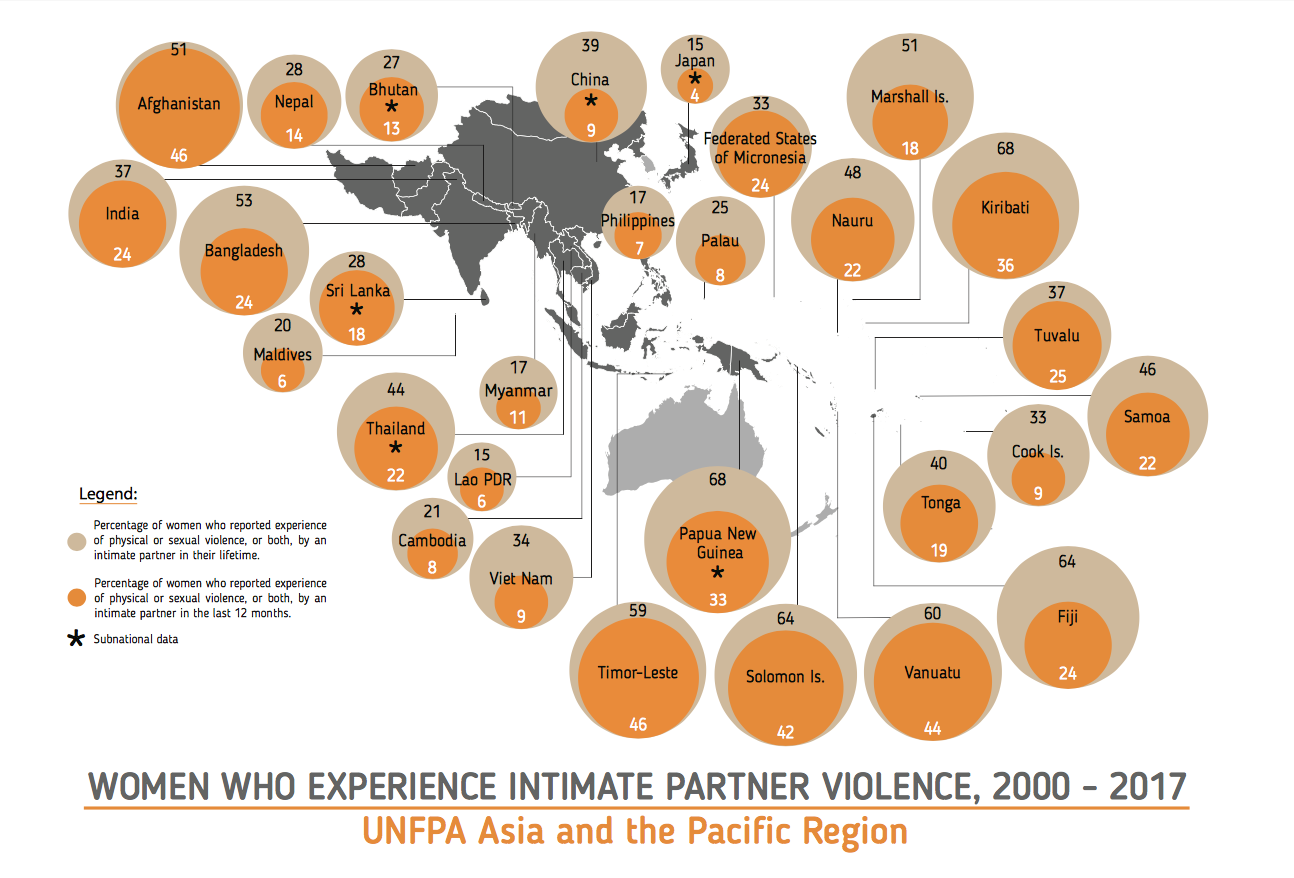 51
Afghanistan
46
28
Nepal
14
27
Bhutan
*
13
39
China
*
9
15
Japan
*
4
33
Federated States
of Micronesia
24
51
Marshall Is.
18
68
Kiribati
36
48
Nauru
22
37
India
24
53
Bangladesh
24
17
Philippines
7
25
Palau
8
28
Sri Lanka
*
18
20
Maldives
6
37
Tuvalu
25
46
Samoa
22
17
Myanmar
11
44
Thailand
*
22
33
Cook Is.
9
15
Lao PDR
6
40
Tonga
19
21
Cambodia
8
34
Viet Nam
9
68
Papua New
Guinea
*
33
64
Fiji
24
59
Timor-Leste
46
64
Solomon Is.
42
60
Vanuatu
44
Legend:
Percentage of women who reported experience
of physical or sexual violence, or both, by an
intimate partner in their lifetime.
Percentage of women who reported experience
of physical or sexual violence, or both, by an
intimate partner in the last 12 months.
* Subnational data
WOMEN WHO EXPERIENCE INTIMATE PARTNER VIOLENCE, 2000 - 2017
UNFPA Asia and the Pacific Region